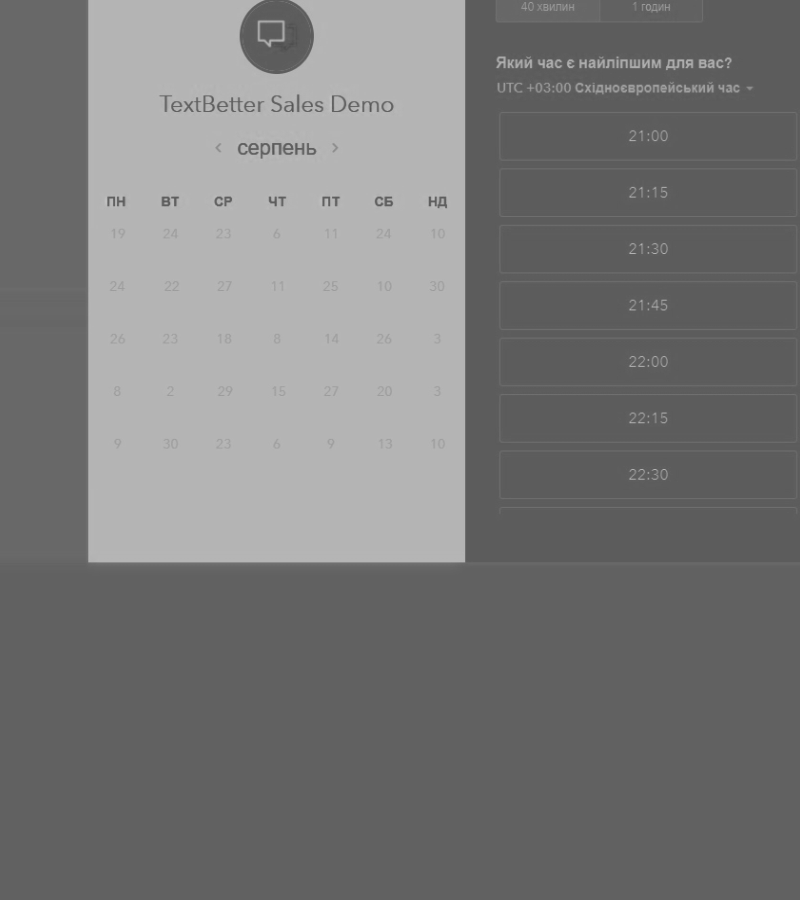 TextBetter Sales Demo
серпень
ПН ВТ СР ЧТ ПТ СБ НД
19 24 23 6 11 24 10
24 22 27 11 25 10 30
26 23 18 8 14 26 3
8 2 29 15 27 20 3
9 30 23 6 9 13 10
40 хвилин 1 годин
Який час є найліпшим для вас?
UTC +03:00 Східноєвропейський час
21:00
21:15
21:30
21:45
22:00
22:15
22:30